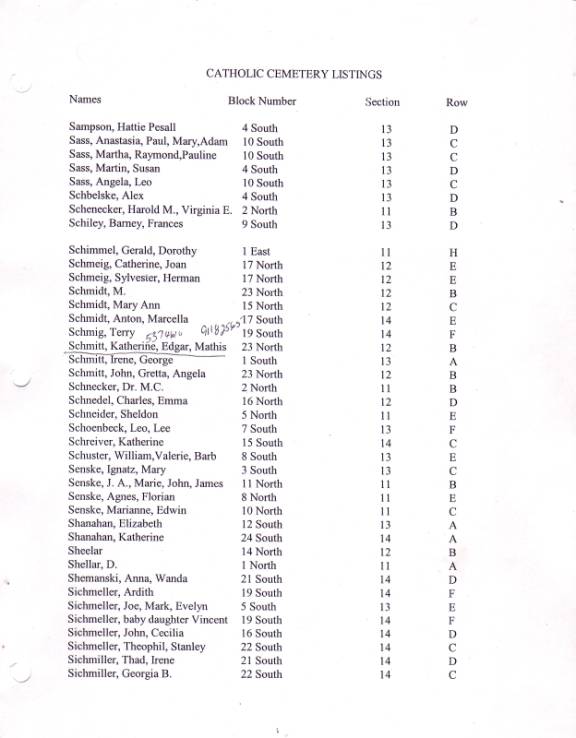 CATHOLIC CEMETERY LISTINGS
Names Block Number Section Row
Sampson, Hattie Pesall 4 South 13 D
Sass, Anastasia, Paul, Mary,Adam 10 South 13 C
Sass, Martha, Raymond,Pauline 10 South 13 C
Sass, Martin, Susan 4 South 13 D
Sass, Angela, Leo 10 South 13 C
Schbelske, Alex 4 South 13 D
Schenecker, Harold M., Virginia E. 2 North 11 B
Schiley, Barney, Frances 9 South 13 D
Schimmel, Gerald, Dorothy 1 East 11 H
Schmeig, Catherine, Joan 17 North 12 E
Schmeig, Sylvester, Herman 17 North 12 E
Schmidt, M. 23 North 12 B
Schmidt, Mary Ann 15 North 12 C
Schmidt, Anton, Marcella 17 South 14 E
Schmig, Terry 19 South 14 F
Schmitt, Katherine, Edgar, Mathis 23 North 12 B
Schmitt, Irene, George 1 South 13 A
Schmitt, John, Gretta, Angela 23 North 12 B
Schnecker, Dr. M.C. 2 North 11 B
Schnedel, Charles, Emma 16 North 12 D
Schneider, Sheldon 5 North 11 E
Schoenbeck, Leo, Lee 7 South 13 F
Schreiver, Katherine 15 South 14 C
Schuster, William,Valerie, Barb 8 South 13 E
Senske, Ignatz, Mary 3 South 13 C
Senske, J. A., Marie, John, James 11 North 11 B
Senske, Agnes, Florian 8 North 11 E
Senske, Marianne, Edwin 10 North 11 C
Shanahan, Elizabeth 12 South 13 A
Shanahan, Katherine 24 South 14 A
Sheelar 14 North 12 B
Shellar, D. 1 North 11 A
Shemanski, Anna, Wanda 21 South 14 D
Sichmeller, Ardith 19 South 14 F
Sichmeller, Joe, Mark, Evelyn 5 South 13 E
Sichmeller, baby daughter Vincent 19 South 14 F
Sichmeller, John, Cecilia 16 South 14 D
Sichmeller, Theophil, Stanley 22 South 14 C
Sichmiller, Thad, Irene 21 South 14 D
Sichmiller, Georgia B. 22 South 14 C